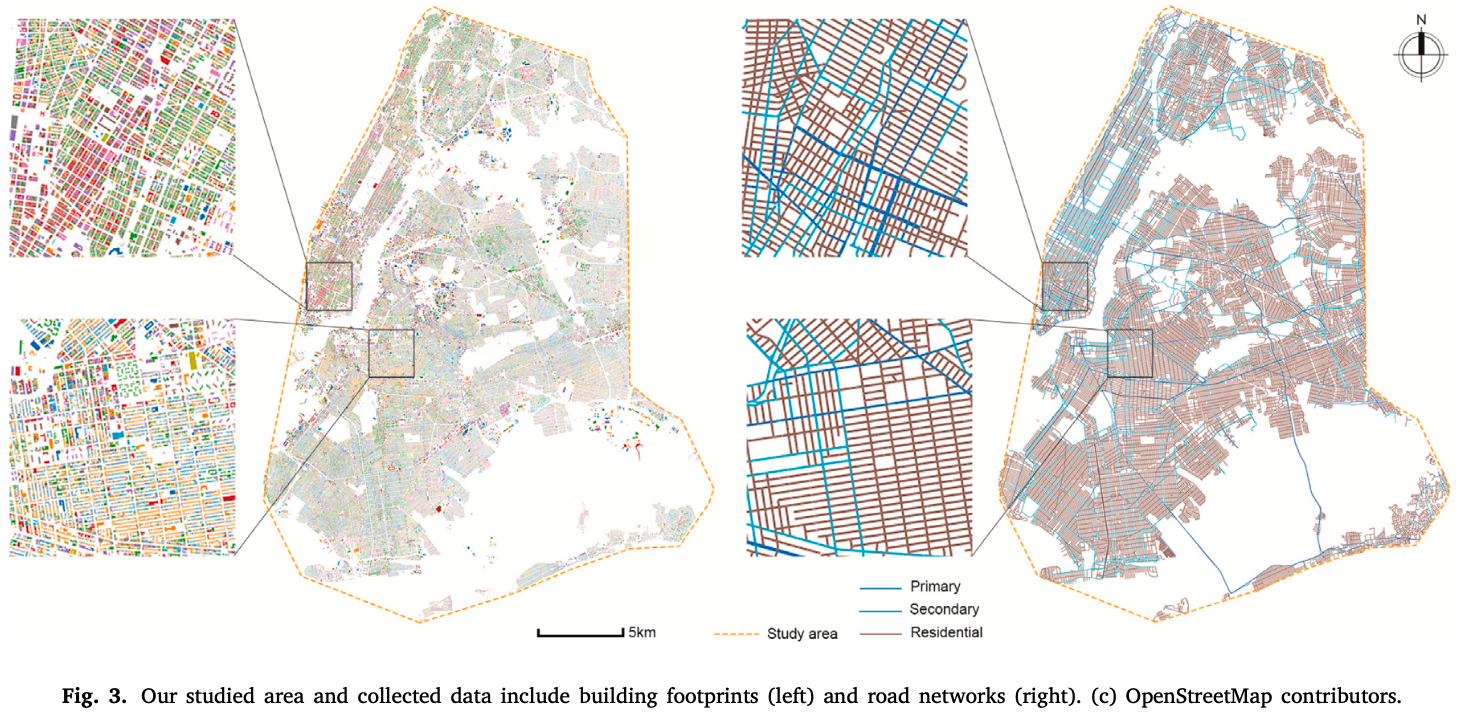 N
Primary
Secondary
5km
Study area
Residential
Fig. 3. Our studied area and collected data include building footprints (left) and road networks (right). (c) OpenStreetMap contributors.